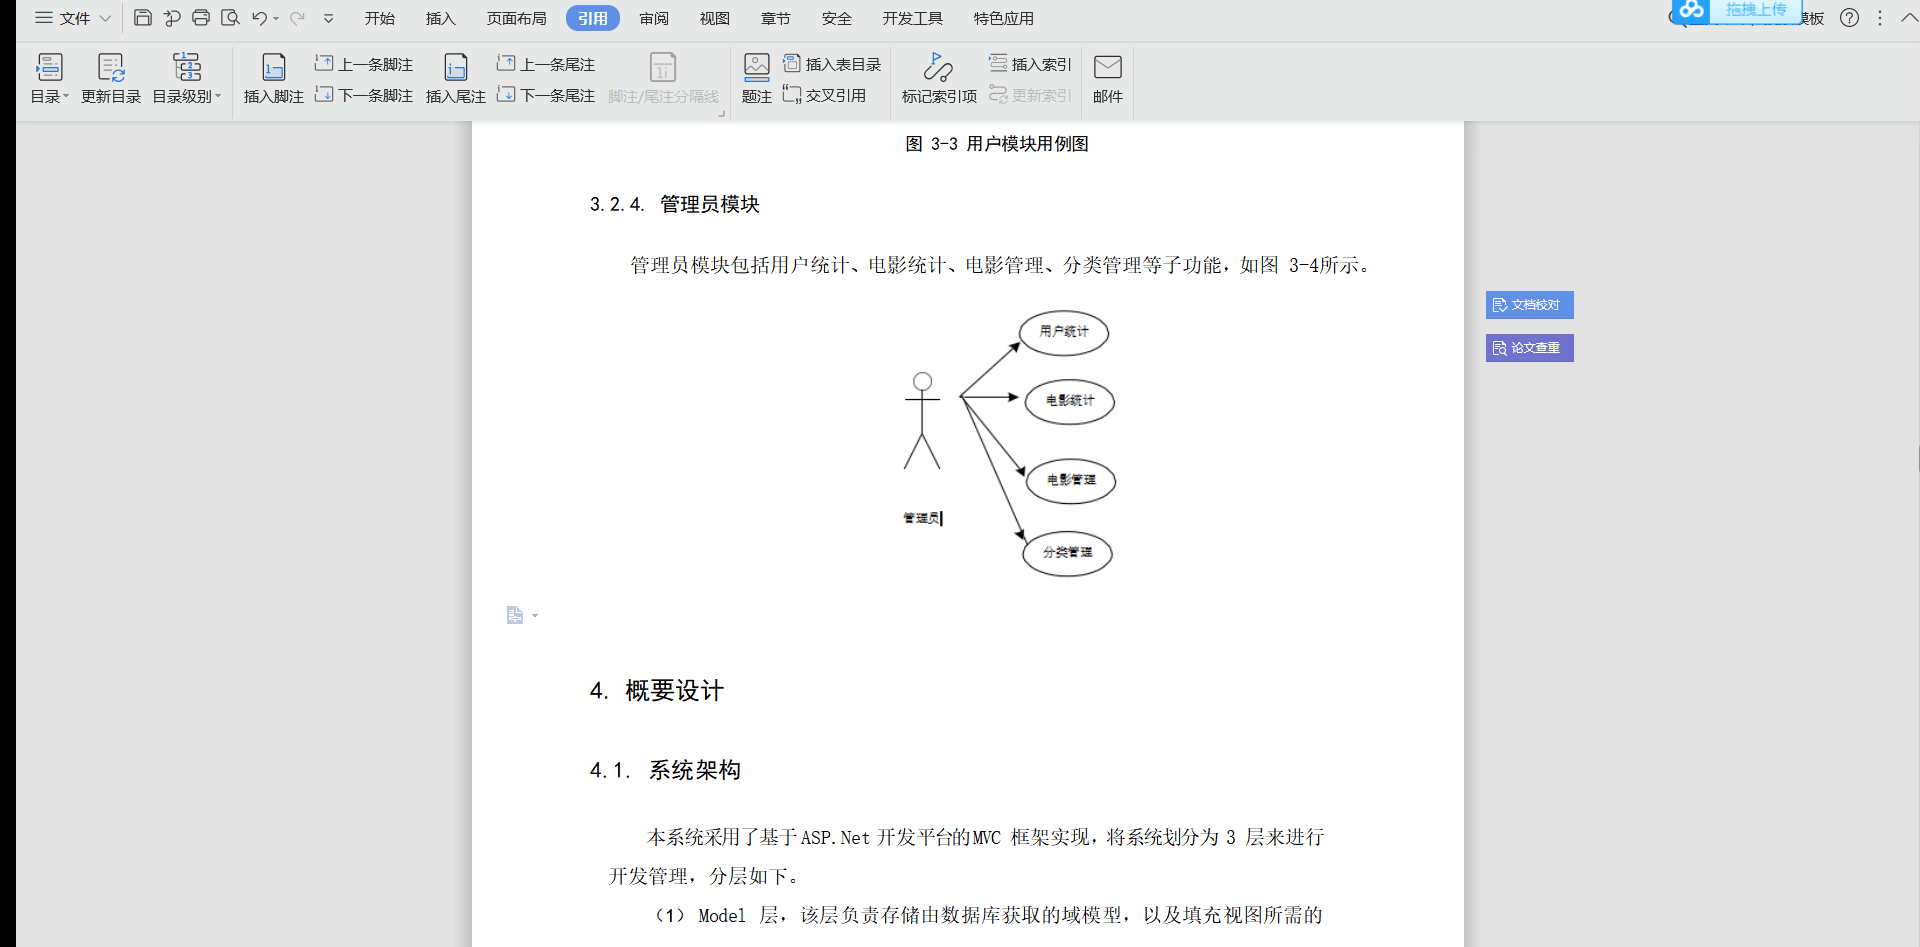 文件 开始 插入 页面布局 引用 审阅 视图 章节 安全 开发工具 特色应用 拖拽上传 模板
目录 更新目录 目录级别 插入脚注 上一条脚注 下一条脚注 插入尾注 上一条尾注 下一条尾注 脚注/尾注分隔线 题注 插入表目录 交叉引用 标记索引项 插入索引 更新索引 邮件
图 3-3 用户模块用例图
3.2.4. 管理员模块
管理员模块包括用户统计、电影统计、电影管理、分类管理等子功能，如图 3-4所示。
用户统计
电影统计
电影管理
管理员
分类管理
文档校对
论文查重
4. 概要设计
4.1. 系统架构
本系统采用了基于ASP.Net 开发平台的MVC 框架实现，将系统划分为 3 层来进行
开发管理，分层如下。
（1） Model 层，该层负责存储由数据库获取的域模型，以及填充视图所需的